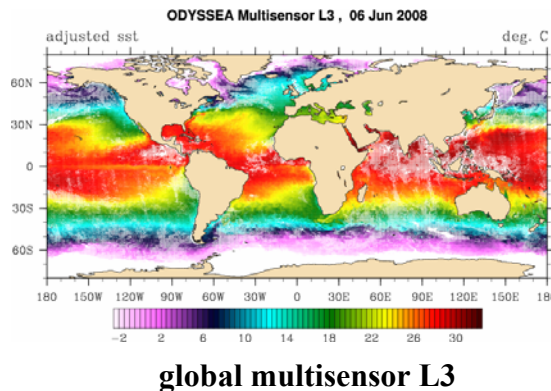 ODYSSEA Multisensor L3 , 06 Jun 2008
adjusted sst deg. C
60N
30N
0
30S
60S
180 150W 120W 90W 60W 30W 0 30E 60E 90E 120E 150E 180
-2 2 6 10 14 18 22 26 30
global multisensor L3